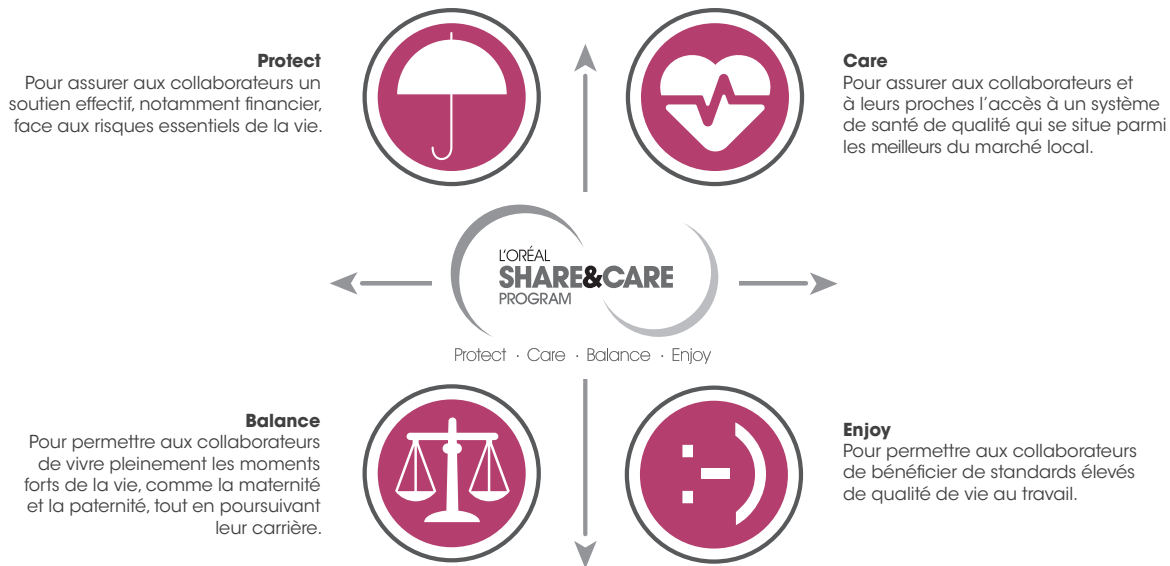 Protect
Pour assurer aux collaborateurs un
soutien effectif, notamment financier,
face aux risques essentiels de la vie.
Care
Pour assurer aux collaborateurs et
à leurs proches l’accès à un système
de santé de qualité qui se situe parmi
les meilleurs du marché local.
L’ORÉAL
SHARE&CARE
PROGRAM
Protect · Care · Balance · Enjoy
Balance
Pour permettre aux collaborateurs
de vivre pleinement les moments
forts de la vie, comme la maternité
et la paternité, tout en poursuivant
leur carrière.
Enjoy
Pour permettre aux collaborateurs
de bénéficier de standards élevés
de qualité de vie au travail.